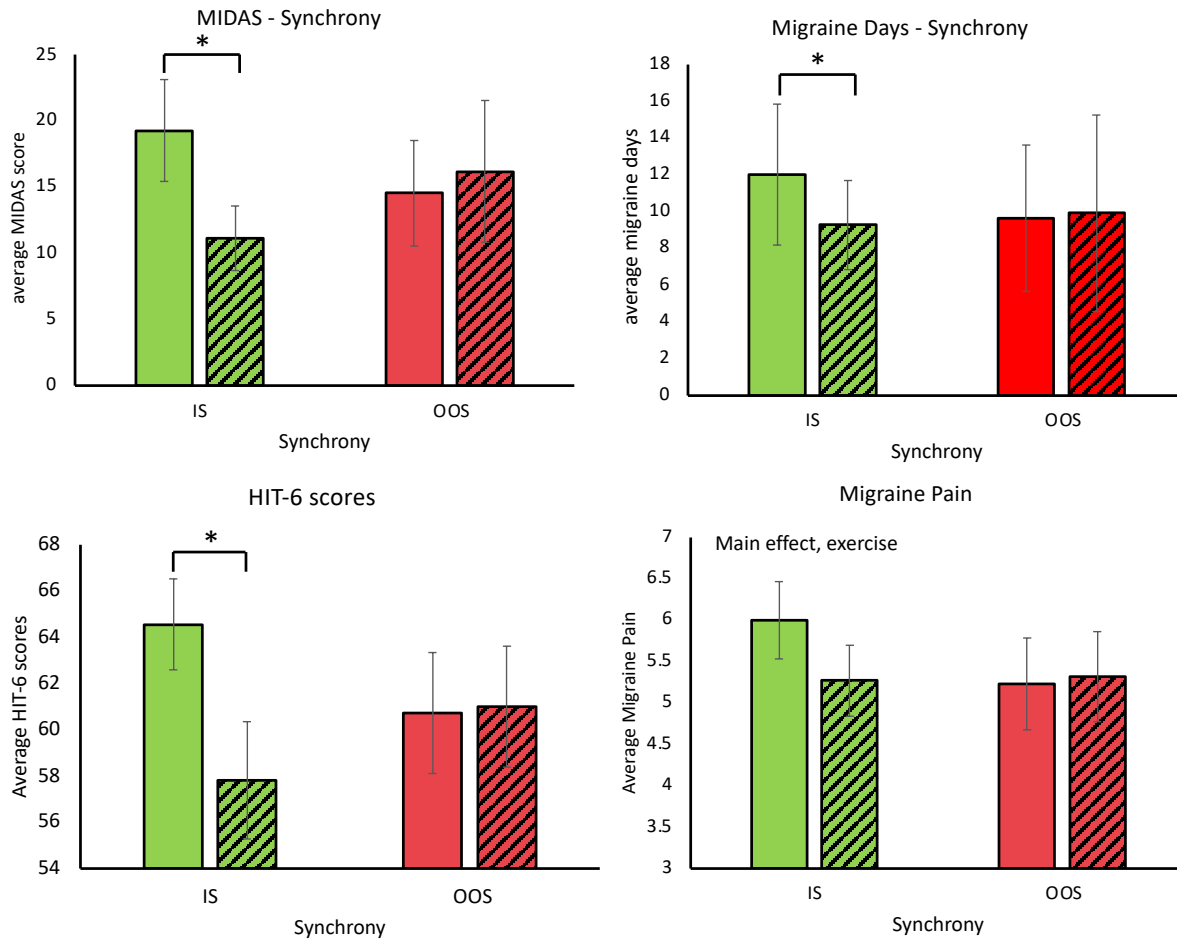 MIDAS - Synchrony
*
average MIDAS score
25
20
15
10
5
0
IS
OOS
Synchrony
Migraine Days - Synchrony
*
average migraine days
18
16
14
12
10
8
6
4
2
0
IS
OOS
Synchrony
HIT-6 scores
*
Average HIT-6 scores
68
66
64
62
60
58
56
54
IS
OOS
Synchrony
Migraine Pain
Main effect, exercise
Average Migraine Pain
7
6.5
6
5.5
5
4.5
4
3.5
3
IS
OOS
Synchrony